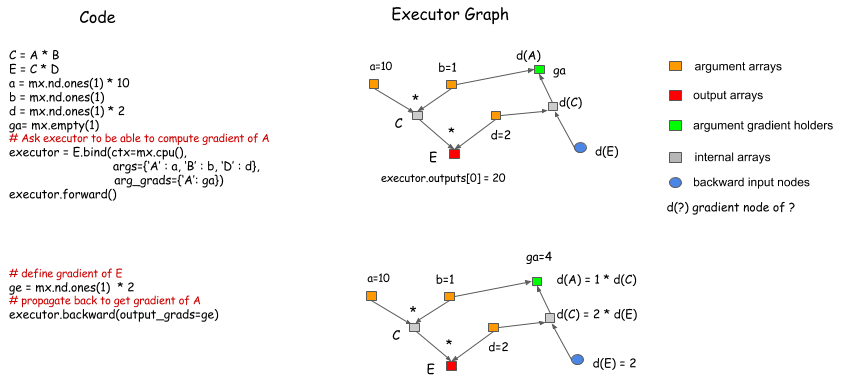 Code
C = A * B
E = C * D
a = mx.nd.ones(1) * 10
b = mx.nd.ones(1)
d = mx.nd.ones(1) * 2
ga= mx.empty(1)
# Ask executor to be able to compute gradient of A
executor = E.bind(ctx=mx.cpu(),
args={'A' : a, 'B' : b, 'D' : d},
arg_grads={'A': ga})
executor.forward()
# define gradient of E
ge = mx.nd.ones(1) * 2
# propagate back to get gradient of A
executor.backward(output_grads=ge)
Executor Graph
d(A)
a=10
b=1
ga
*
d(C)
C
*
d=2
E
d(E)
executor.outputs[0] = 20
argument arrays
output arrays
argument gradient holders
internal arrays
backward input nodes
d(?) gradient node of ?
ga=4
a=10
b=1
d(A) = 1 * d(C)
*
d(C) = 2 * d(E)
C
*
d=2
E
d(E) = 2